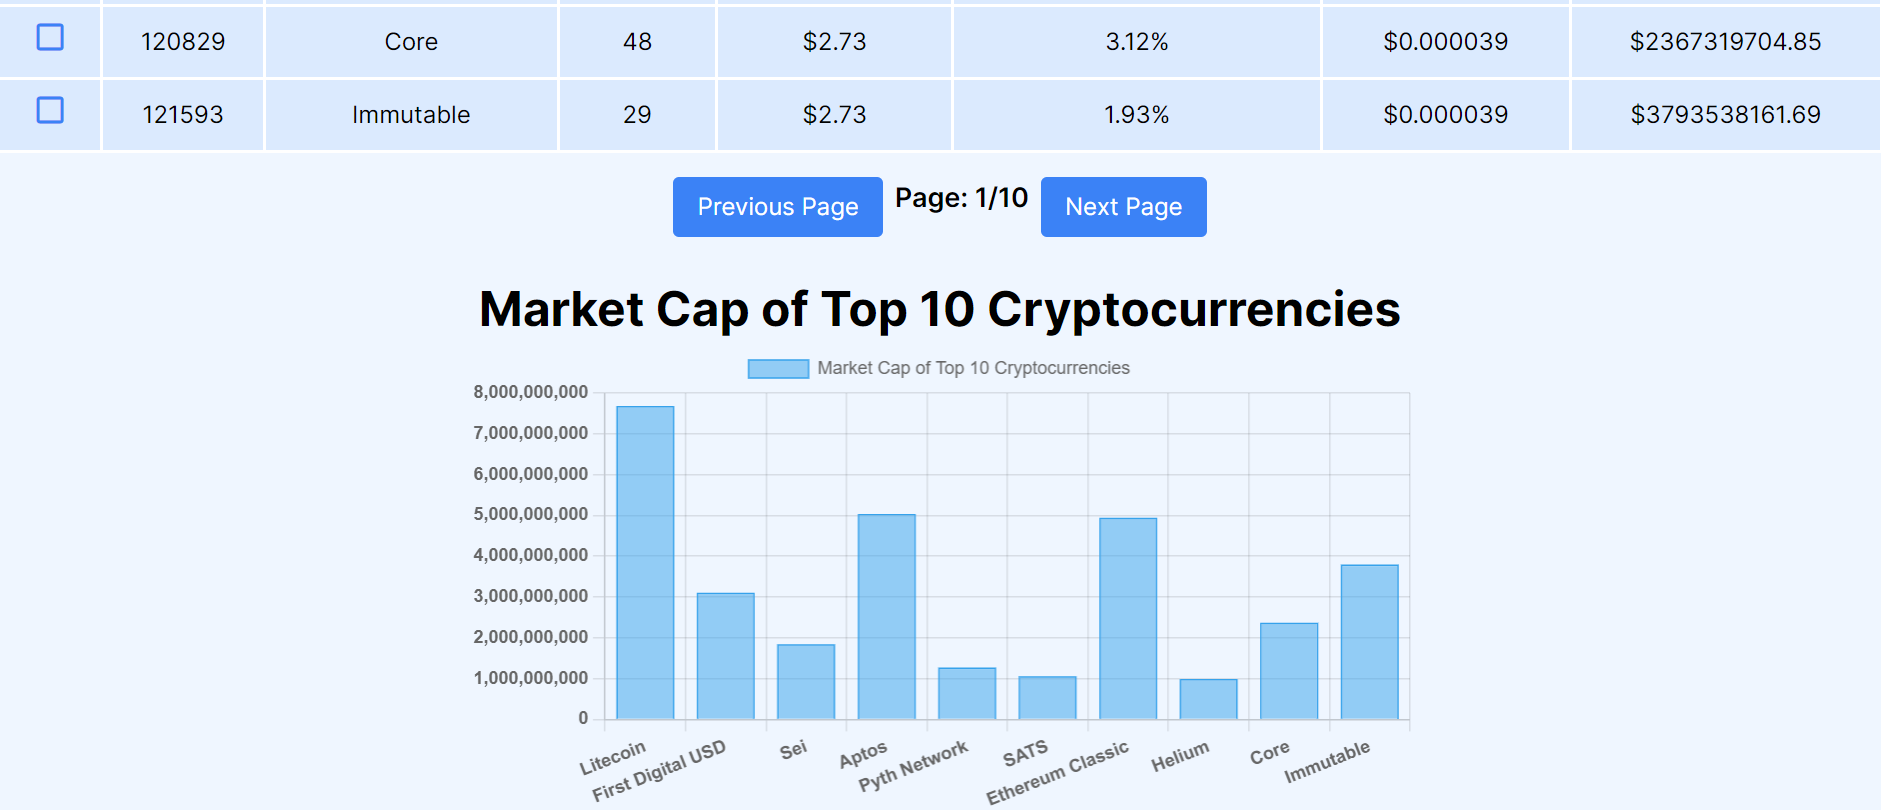 120829 Core 48 $2.73 3.12% $0.000039 $2367319704.85
121593 Immutable 29 $2.73 1.93% $0.000039 $3793538161.69
Previous Page Page: 1/10 Next Page
Market Cap of Top 10 Cryptocurrencies
Market Cap of Top 10 Cryptocurrencies
8,000,000,000
7,000,000,000
6,000,000,000
5,000,000,000
4,000,000,000
3,000,000,000
2,000,000,000
1,000,000,000
0
Litecoin
First Digital USD
Sei
Aptos
Pyth Network
SATS
Ethereum Classic
Helium
Core
Immutable